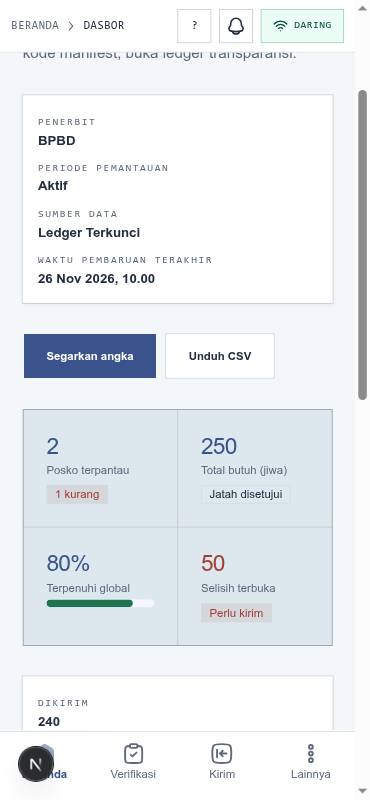 BERANDA > DASBOR
?
DARING
kode manifest, buka ledger transparansi.
PENERBIT
BPBD
PERIODE PEMANTAUAN
Aktif
SUMBER DATA
Ledger Terkunci
WAKTU PEMBARUAN TERAKHIR
26 Nov 2026, 10.00
Segarkan angka
Unduh CSV
2
Posko terpantau
1 kurang
250
Total butuh (jiwa)
Jatah disetujui
80%
Terpenuhi global
50
Selisih terbuka
Perlu kirim
DIKIRIM
240
N
Verifikasi
Kirim
Lainnya